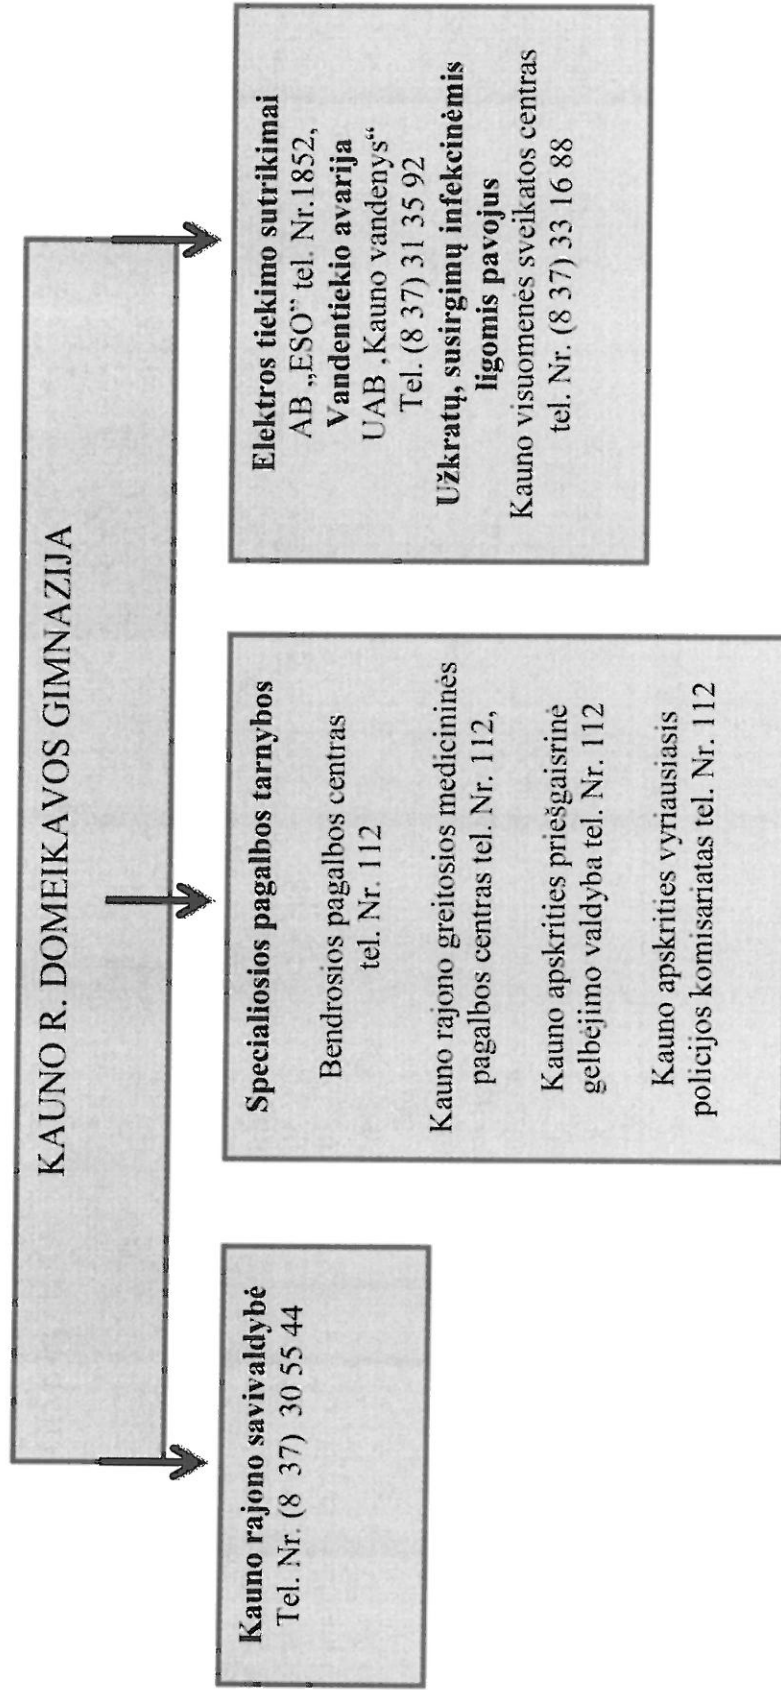 KAUNO R. DOMEIKAVOS GIMNAZIJA
Kauno rajono savivaldybė
Tel. Nr. (8 37) 30 55 44
Specialiosios pagalbos tarnybos
Bendrosios pagalbos centras
tel. Nr. 112
Kauno rajono greitosios medicininės
pagalbos centras tel. Nr. 112,
Kauno apskrities priešgaisrinė
gelbėjimo valdyba tel. Nr. 112
Kauno apskrities vyriausiasis
policijos komisariatas tel. Nr. 112
Elektros tiekimo sutrikimai
AB „ESO” tel. Nr.1852,
Vandentiekio avarija
UAB ‚Kauno vandenys“
Tel. (8 37) 31 35 92
Užkratų, susirgimų infekcinėmis
ligomis pavojus
Kauno visuomenės sveikatos centras
tel. Nr. (8 37) 33 16 88